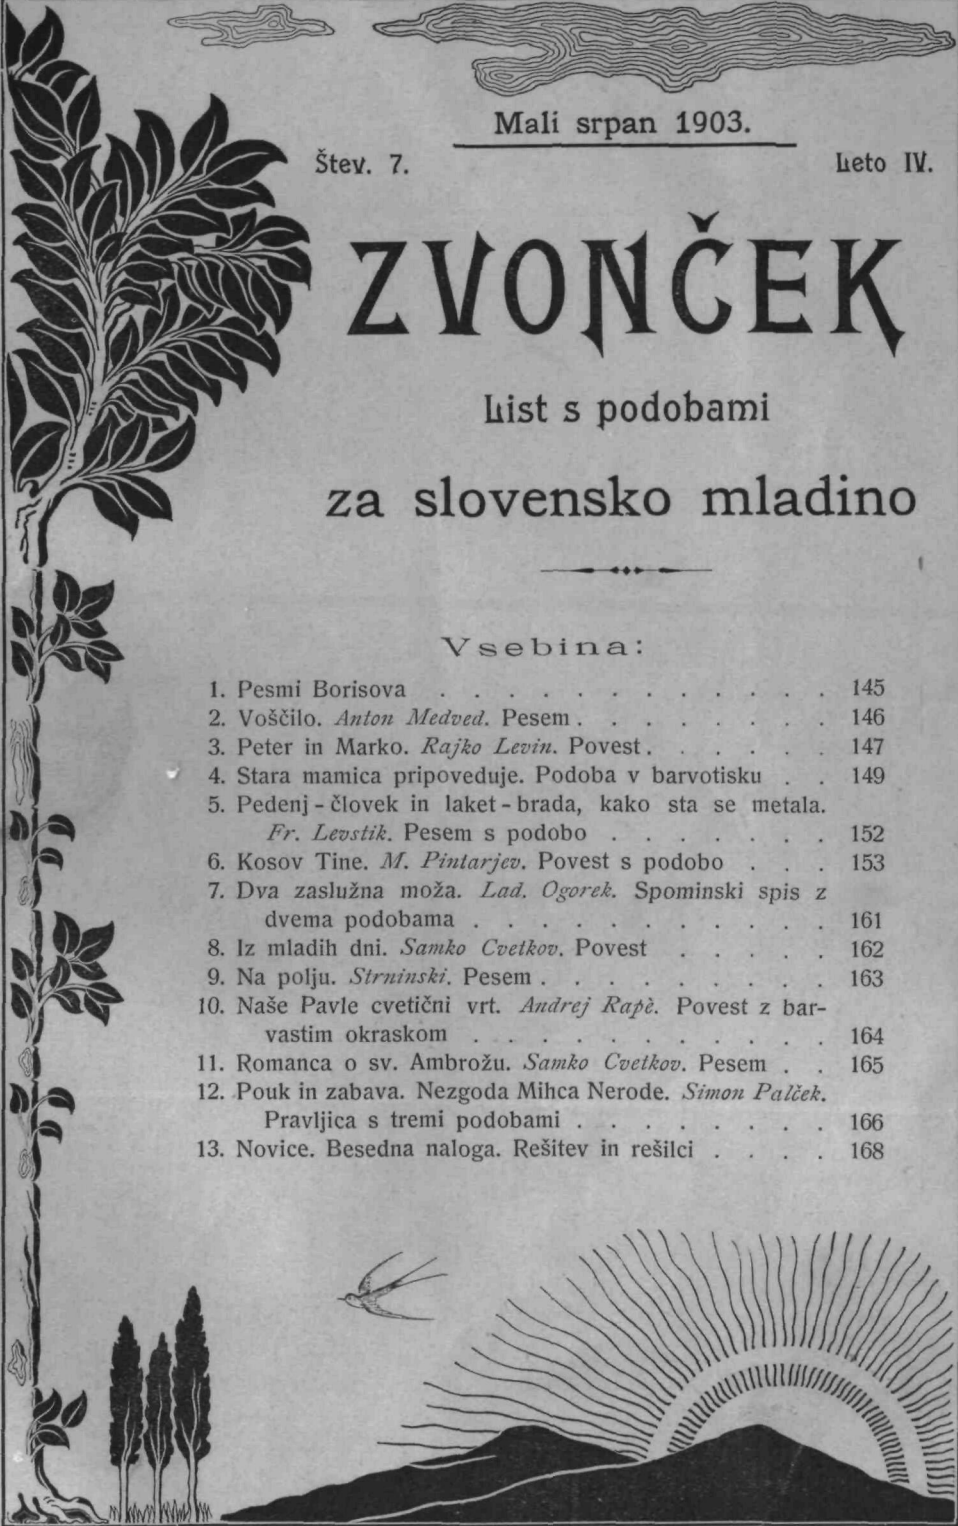 Mali srpan 1903.
Štev. 7. Leto IV.
ZVONČEK
List s podobami
za slovensko mladino
Vsebina:
1. Pesmi Borisova . . . . . . . . . . . . 145
2. Voščilo. Anton Medved. Pesem . . . . . . . . 146
3. Peter in Marko. Rajko Levin. Povest . . . . . . 147
4. Stara mamica pripoveduje. Podoba v barvotisku . . 149
5. Pedenj-človek in laket-brada, kako sta se metala.
Fr. Levstik. Pesem s podobo . . . . . . . 152
6. Kosov Tine. M. Pintarjev. Povest s podobo . . . 153
7. Dva zaslužna moža. Lad. Ogorek. Spominski spis z
dvema podobama . . . . . . . . . . . 161
8. Iz mladih dni. Samko Cvetkov. Povest . . . . . 162
9. Na polju. Strninski. Pesem . . . . . . . . . 163
10. Naše Pavle cvetični vrt. Andrej Rapè. Povest z bar-
vastim okraskom . . . . . . . . . . . 164
11. Romanca o sv. Ambrožu. Samko Cvetkov. Pesem . . 165
12. Pouk in zabava. Nezgoda Mihca Nerode. Simon Palček.
Pravljica s tremi podobami . . . . . . . . 166
13. Novice. Besedna naloga. Rešitev in rešilci . . . . 168